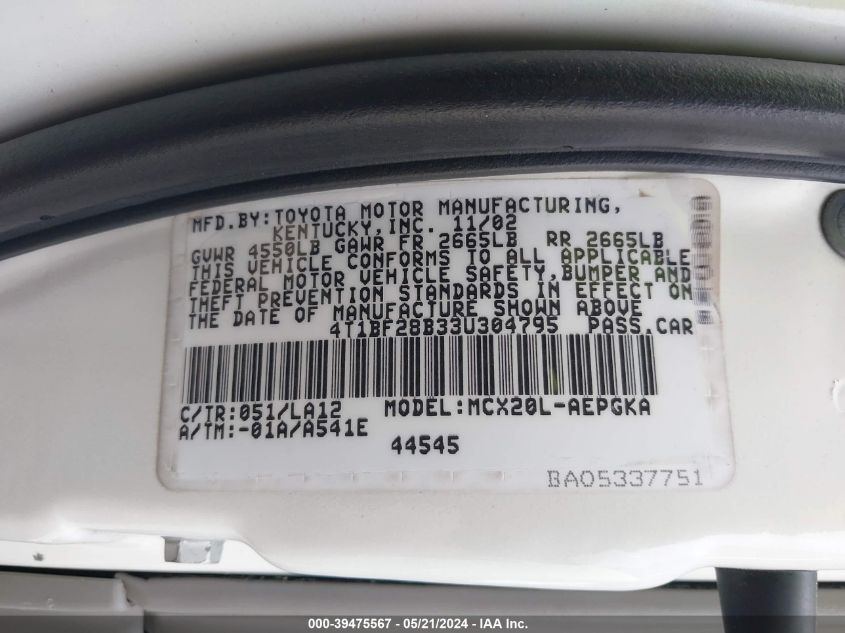 MFD.BY:TOYOTA MOTOR MANUFACTURING,
KENTUCKY,INC. 11/02
GVWR 4550LB GAWR FR 2665LB RR 2665LB
THIS VEHICLE CONFORMS TO ALL APPLICABLE
FEDERAL MOTOR VEHICLE SAFETY,BUMPER AND
THEFT PREVENTION STANDARDS IN EFFECT ON
THE DATE OF MANUFACTURE SHOWN ABOVE
4T1BF28B33U304795 PASS.CAR
C/TR:051/LA12 MODEL:MCX20L-AEPGKA
A/TM:-01A/A541E
44545
BAO5337751
000-39475567 - 05/21/2024 - IAA Inc.